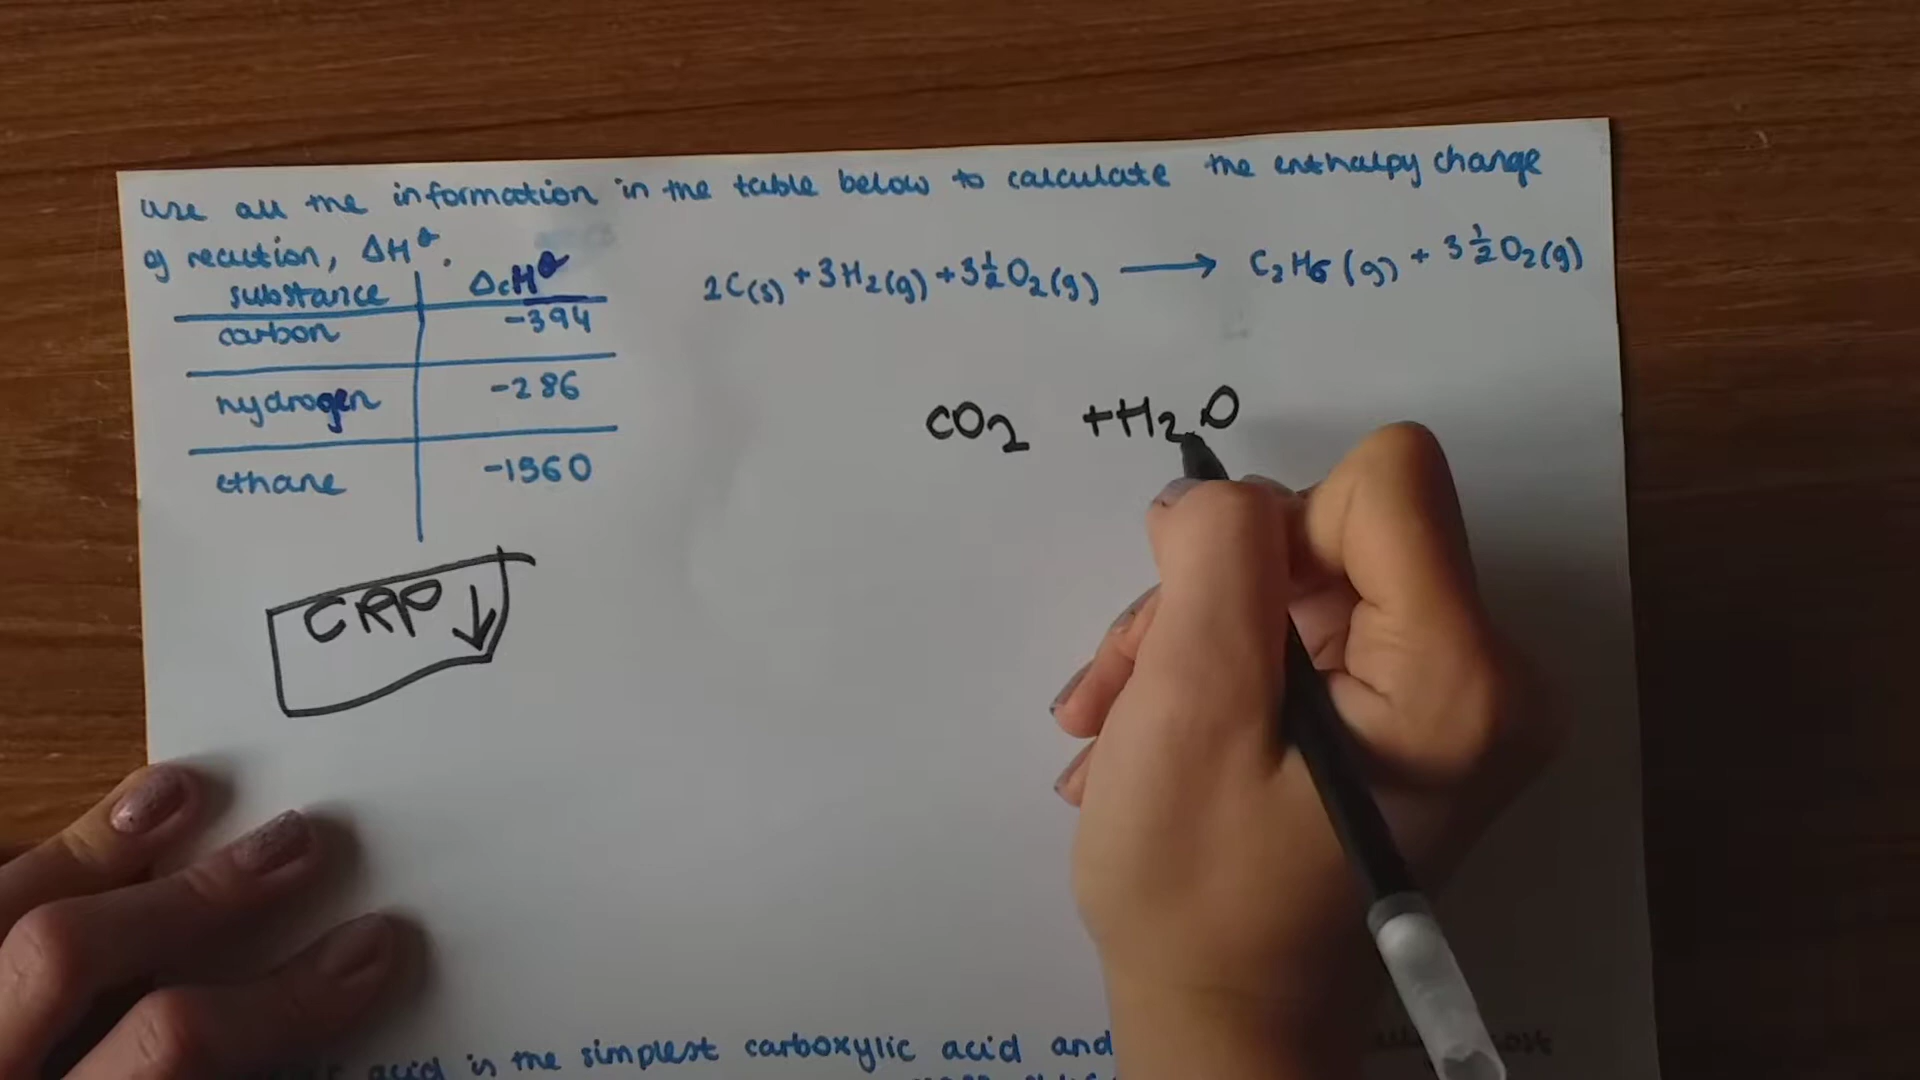 use all the information in the table below to calculate the enthalpy change
of reaction, ΔH⦵.
substance ΔcH⦵
carbon -394
hydrogen -286
ethane -1560
2C(s) + 3H₂(g) + 3½O₂(g) → C₂H₆(g) + 3½O₂(g)
CO₂ + H₂O
CRP ↓
acid is the simplest carboxylic acid and